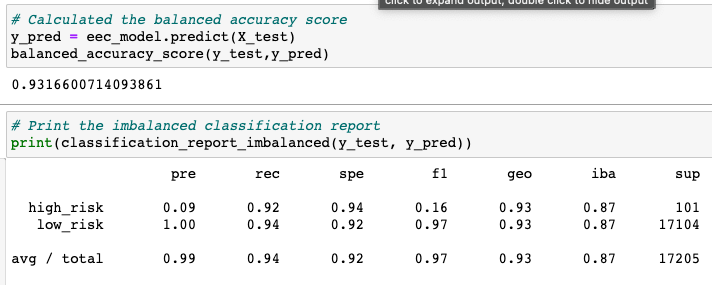 click to expand output; double click to hide output
# Calculated the balanced accuracy score
y_pred = eec_model.predict(X_test)
balanced_accuracy_score(y_test,y_pred)
0.9316600714093861
# Print the imbalanced classification report
print(classification_report_imbalanced(y_test, y_pred))
pre rec spe f1 geo iba sup
high_risk 0.09 0.92 0.94 0.16 0.93 0.87 101
low_risk 1.00 0.94 0.92 0.97 0.93 0.87 17104
avg / total 0.99 0.94 0.92 0.97 0.93 0.87 17205